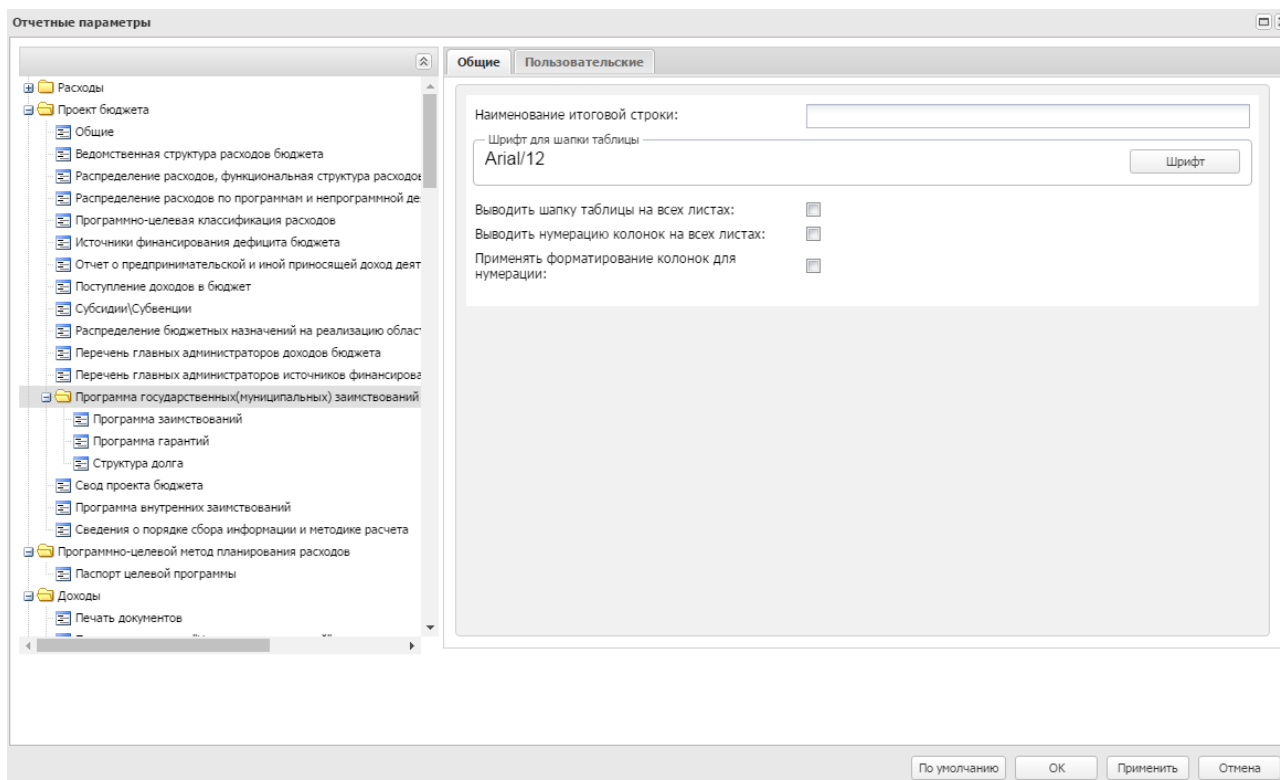 Отчетные параметры
Расходы
Проект бюджета
Общие
Ведомственная структура расходов бюджета
Распределение расходов, функциональная структура расходов
Распределение расходов по программам и непрограммной де
Программно-целевая классификация расходов
Источники финансирования дефицита бюджета
Отчет о предпринимательской и иной приносящей доход деят
Поступление доходов в бюджет
Субсидии\Субвенции
Распределение бюджетных назначений на реализацию облас
Перечень главных администраторов доходов бюджета
Перечень главных администраторов источников финансирова
Программа государственных(муниципальных) заимствований
Программа заимствований
Программа гарантий
Структура долга
Свод проекта бюджета
Программа внутренних заимствований
Сведения о порядке сбора информации и методике расчета
Программно-целевой метод планирования расходов
Паспорт целевой программы
Доходы
Печать документов
Общие Пользовательские
Наименование итоговой строки:
Шрифт для шапки таблицы
Arial/12 Шрифт
Выводить шапку таблицы на всех листах:
Выводить нумерацию колонок на всех листах:
Применять форматирование колонок для
нумерации:
По умолчанию OK Применить Отмена